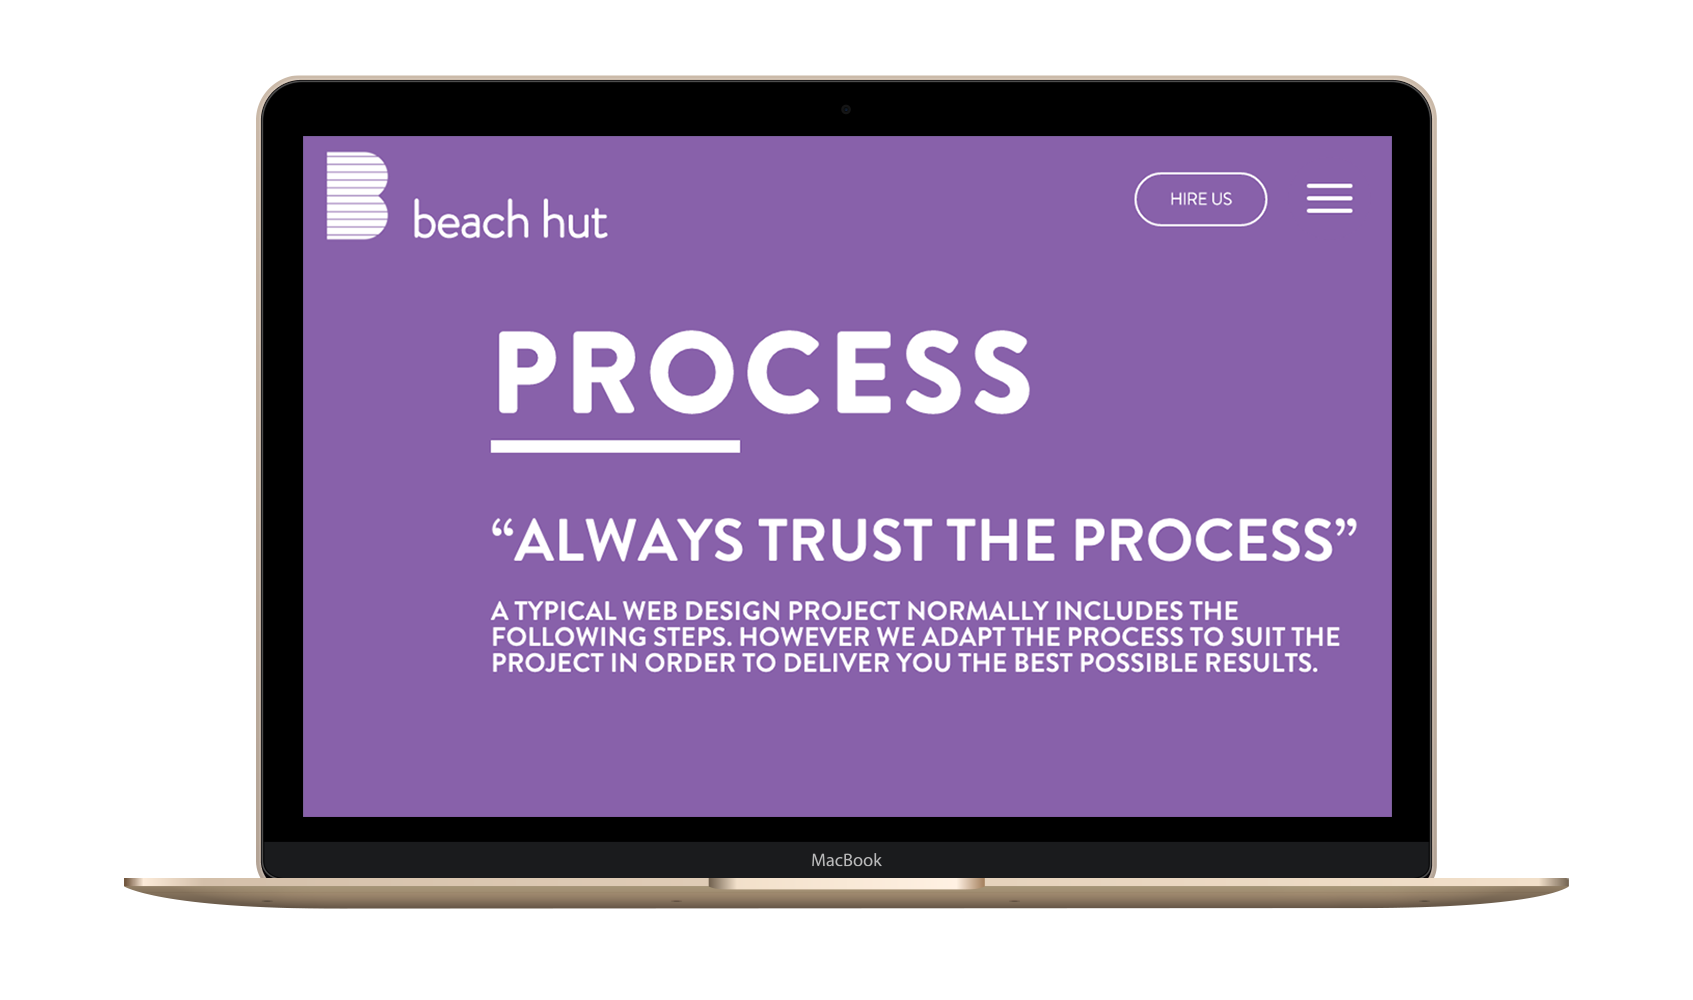 beach hut
HIRE US
PROCESS
“ALWAYS TRUST THE PROCESS”
A TYPICAL WEB DESIGN PROJECT NORMALLY INCLUDES THE
FOLLOWING STEPS. HOWEVER WE ADAPT THE PROCESS TO SUIT THE
PROJECT IN ORDER TO DELIVER YOU THE BEST POSSIBLE RESULTS.
MacBook